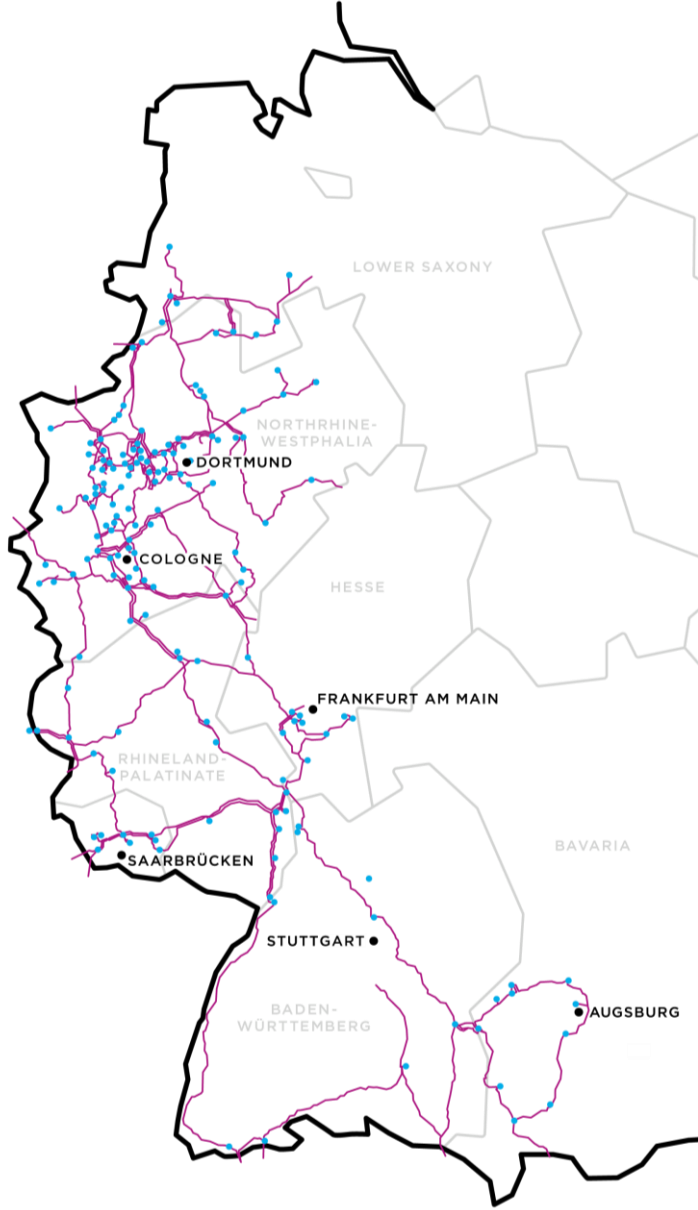 LOWER SAXONY
NORTHRHINE-
WESTPHALIA
DORTMUND
COLOGNE
HESSE
FRANKFURT AM MAIN
RHINELAND-
PALATINATE
BAVARIA
SAARBRÜCKEN
STUTTGART
BADEN-
WÜRTTEMBERG
AUGSBURG